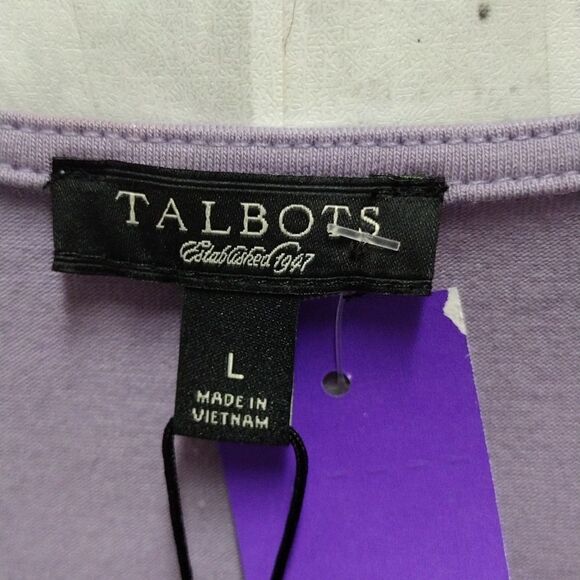 TALBOTS
Established 1947
L
MADE IN
VIETNAM